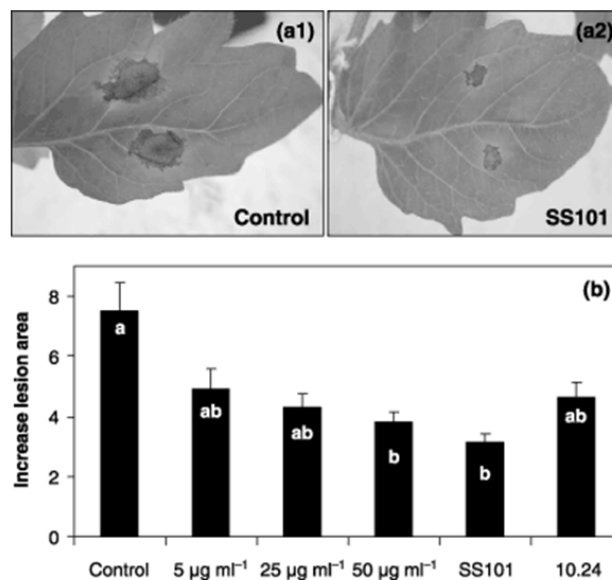 (a1)
(a2)
Control
SS101
(b)
Increase lesion area
8
6
4
2
0
a
ab
ab
b
b
ab
Control
5 µg ml⁻¹
25 µg ml⁻¹
50 µg ml⁻¹
SS101
10.24